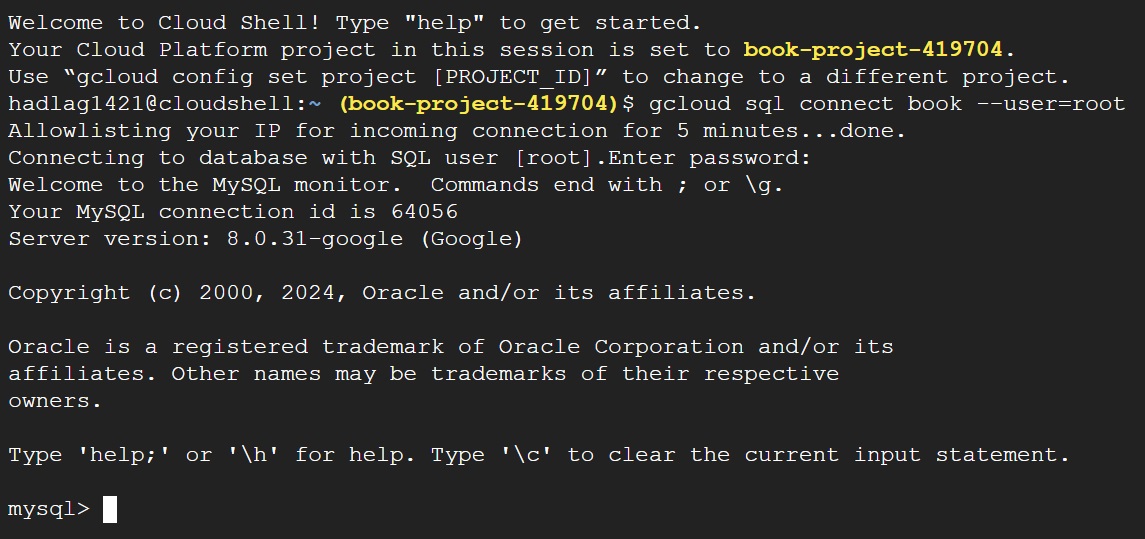 Welcome to Cloud Shell! Type "help" to get started.
Your Cloud Platform project in this session is set to book-project-419704.
Use “gcloud config set project [PROJECT_ID]” to change to a different project.
hadlag1421@cloudshell:~ (book-project-419704)$ gcloud sql connect book --user=root
Allowlisting your IP for incoming connection for 5 minutes...done.
Connecting to database with SQL user [root].Enter password:
Welcome to the MySQL monitor.  Commands end with ; or \g.
Your MySQL connection id is 64056
Server version: 8.0.31-google (Google)
Copyright (c) 2000, 2024, Oracle and/or its affiliates.
Oracle is a registered trademark of Oracle Corporation and/or its
affiliates. Other names may be trademarks of their respective
owners.
Type 'help;' or '\h' for help. Type '\c' to clear the current input statement.
mysql>